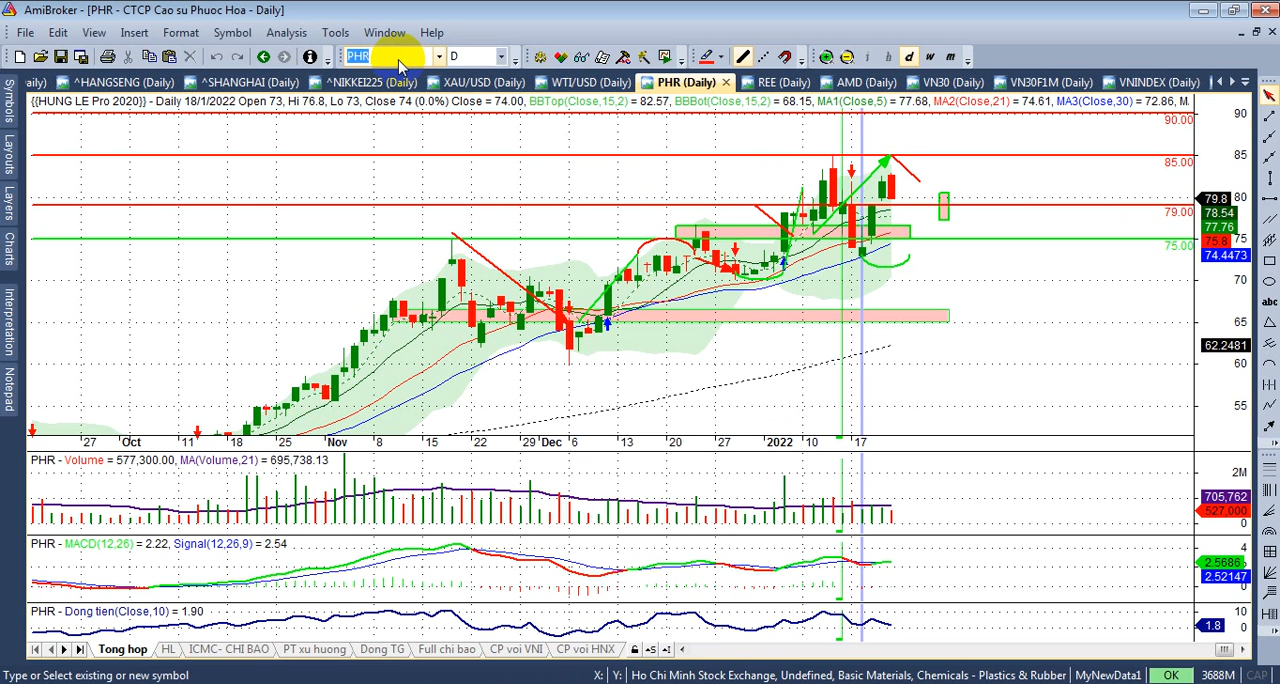 AmiBroker - [PHR - CTCP Cao su Phuoc Hoa - Daily]
File Edit View Insert Format Symbol Analysis Tools Window Help
PHR D i h d w m
aily) ^HANGSENG (Daily) ^SHANGHAI (Daily) ^NIKKEI225 (Daily) XAU/USD (Daily) WTI/USD (Daily) PHR (Daily) REE (Daily) AMD (Daily) VN30 (Daily) VN30F1M (Daily) VNINDEX (Daily)
{{HUNG LE Pro 2020}} - Daily 18/1/2022 Open 73, Hi 76.8, Lo 73, Close 74 (0.0%) Close = 74.00, BBTop(Close,15,2) = 82.57, BBBot(Close,15,2) = 68.15, MA1(Close,5) = 77.68, MA2(Close,21) = 74.61, MA3(Close,30) = 72.86, M
Symbols
Layouts
Layers
Charts
Interpretation
Notepad
abc
90.00 90
85.00 85
80
79.8
79.00
78.54
77.76
75.8
75.00
74.4473
70
65
62.2481
60
55
27 Oct 11 18 25 Nov 8 15 22 29 Dec 6 13 20 27 2022 10 17
PHR - Volume = 577,300.00, MA(Volume,21) = 695,738.13
2M
705,762
527,000
0
PHR - MACD(12,26) = 2.22, Signal(12,26,9) = 2.54
4
2.5686
2.52147
0
PHR - Dong tien(Close,10) = 1.90
10
1.8
0
Tong hop HL ICMC- CHI BAO PT xu huong Dong TG Full chi bao CP voi VNI CP voi HNX
Type or Select existing or new symbol X: Y: Ho Chi Minh Stock Exchange, Undefined, Basic Materials, Chemicals - Plastics & Rubber MyNewData1 OK 3688M CAP